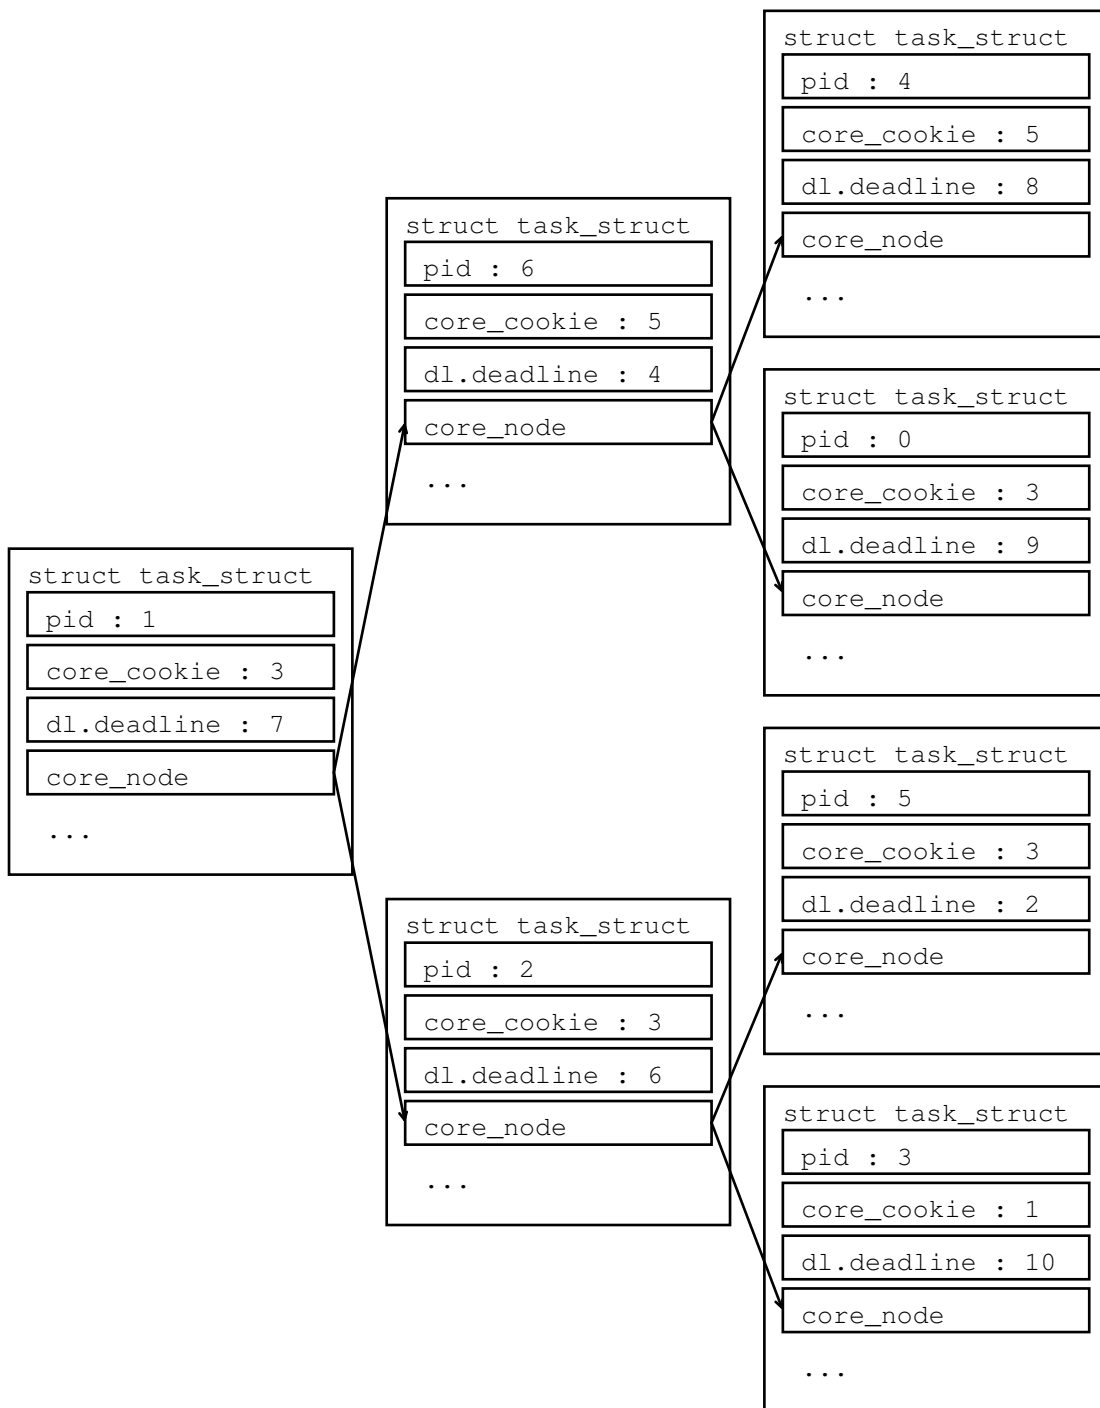 struct task_struct
pid : 1
core_cookie : 3
dl.deadline : 7
core_node
...
struct task_struct
pid : 6
core_cookie : 5
dl.deadline : 4
core_node
...
struct task_struct
pid : 2
core_cookie : 3
dl.deadline : 6
core_node
...
struct task_struct
pid : 4
core_cookie : 5
dl.deadline : 8
core_node
...
struct task_struct
pid : 0
core_cookie : 3
dl.deadline : 9
core_node
...
struct task_struct
pid : 5
core_cookie : 3
dl.deadline : 2
core_node
...
struct task_struct
pid : 3
core_cookie : 1
dl.deadline : 10
core_node
...